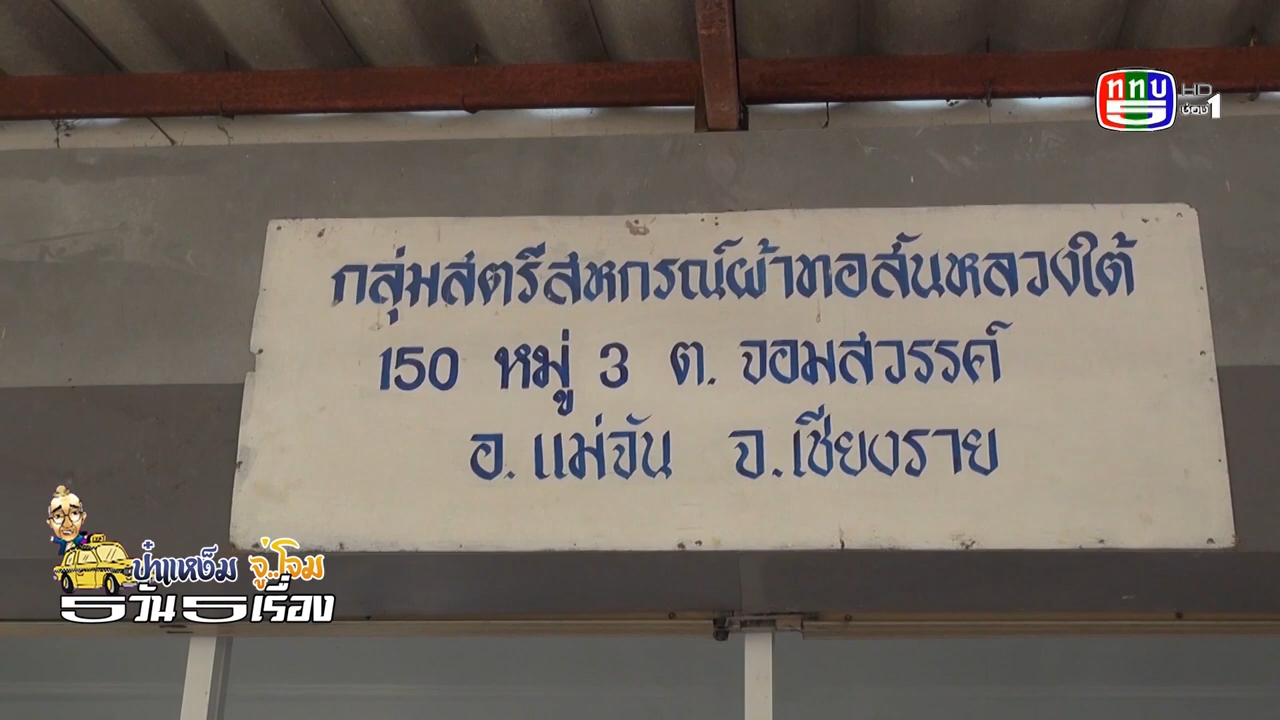 ททบ
5
HD
ช่อง1
กลุ่มสตรีสหกรณ์ผ้าทอสันหลวงใต้
150 หมู่ 3 ต. จอมสวรรค์
อ. แม่จัน จ. เชียงราย
ป๋าแหง็ม จู่..โจม
5 วัน 5 เรื่อง